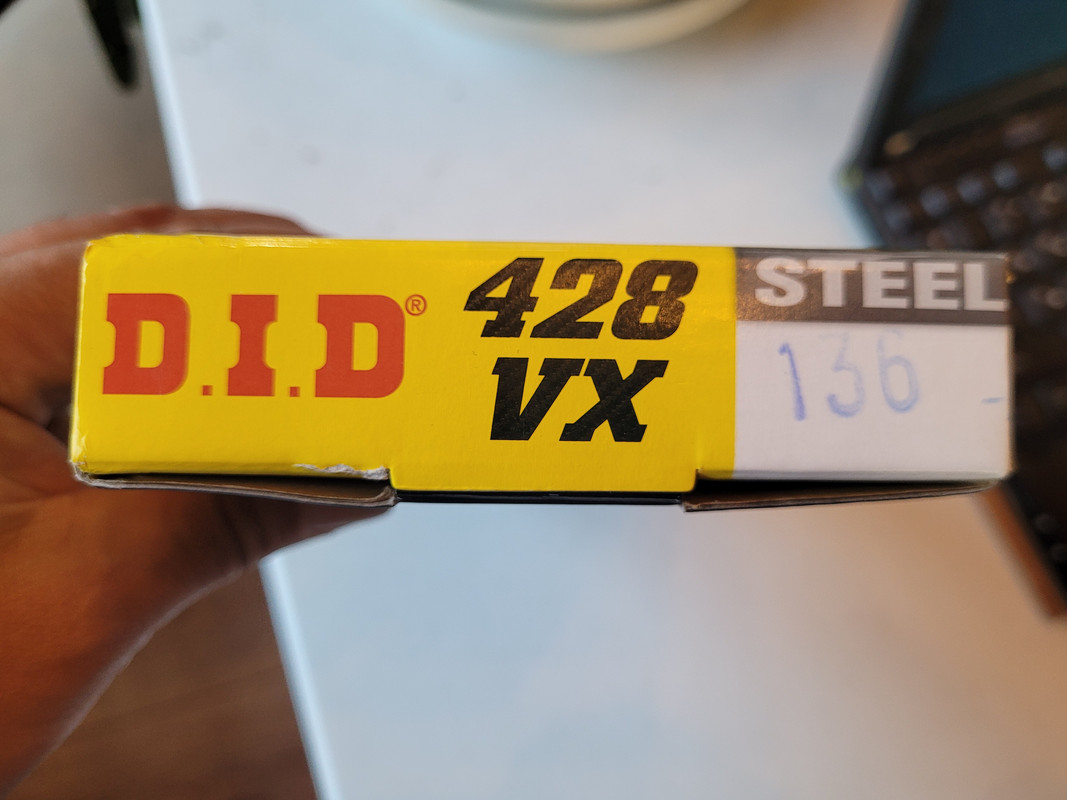 D.I.D®
428
VX
STEEL
136 -